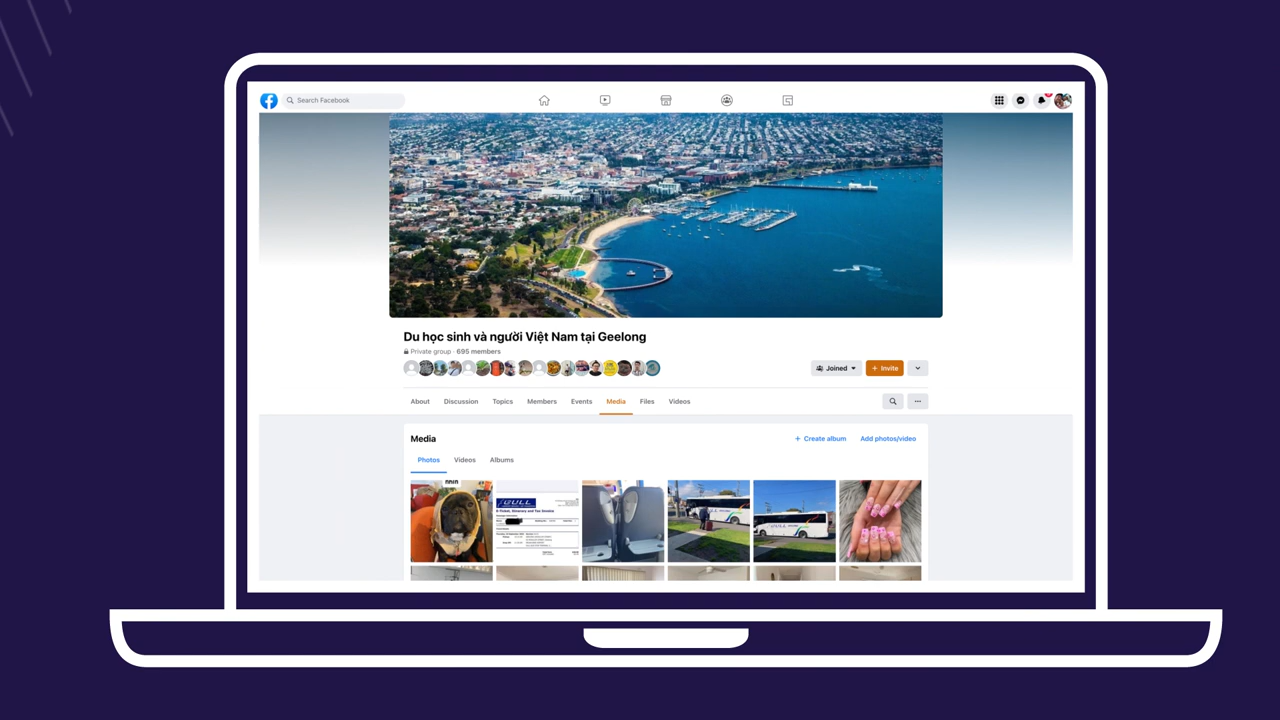 Search Facebook
Du học sinh và người Việt Nam tại Geelong
Private group · 695 members
Joined
+ Invite
About Discussion Topics Members Events Media Files Videos
Media
+ Create album Add photos/video
Photos Videos Albums
GULL